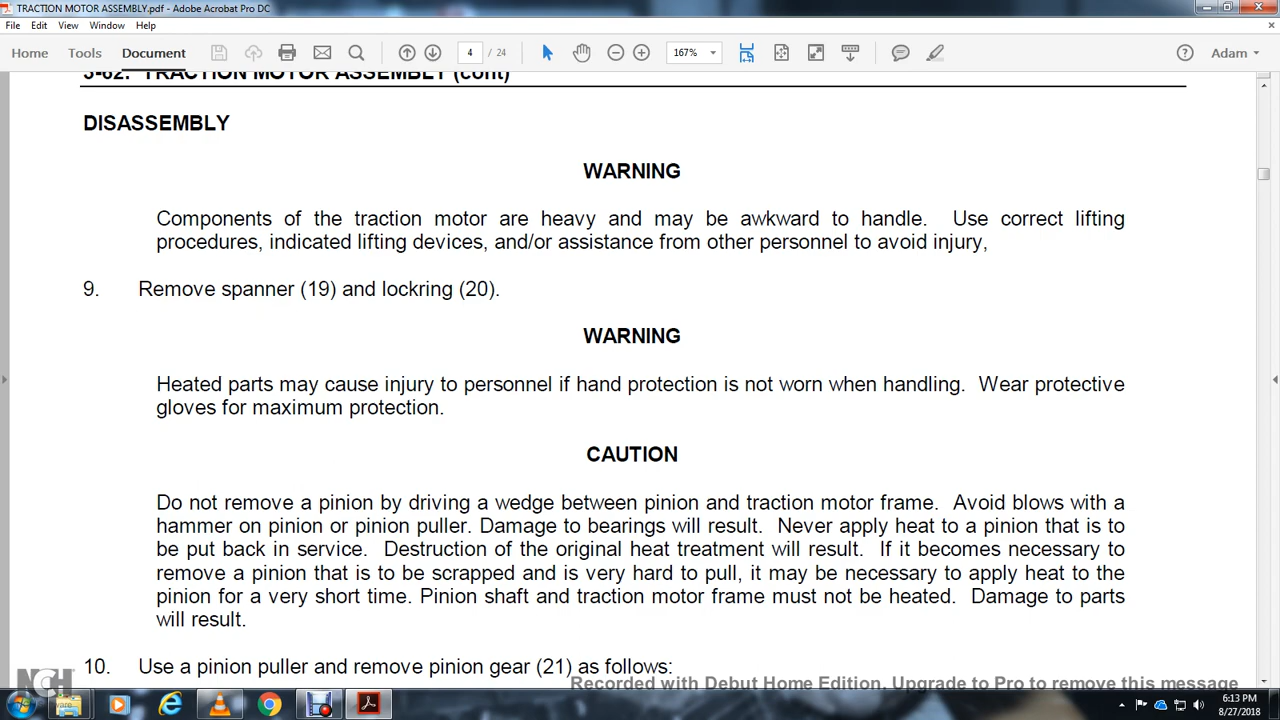 TRACTION MOTOR ASSEMBLY.pdf - Adobe Acrobat Pro DC
File Edit View Window Help
Home Tools Document 4 / 24 167% Adam
3-62. TRACTION MOTOR ASSEMBLY (cont)
DISASSEMBLY
WARNING
Components of the traction motor are heavy and may be awkward to handle. Use correct lifting
procedures, indicated lifting devices, and/or assistance from other personnel to avoid injury,
9. Remove spanner (19) and lockring (20).
WARNING
Heated parts may cause injury to personnel if hand protection is not worn when handling. Wear protective
gloves for maximum protection.
CAUTION
Do not remove a pinion by driving a wedge between pinion and traction motor frame. Avoid blows with a
hammer on pinion or pinion puller. Damage to bearings will result. Never apply heat to a pinion that is to
be put back in service. Destruction of the original heat treatment will result. If it becomes necessary to
remove a pinion that is to be scrapped and is very hard to pull, it may be necessary to apply heat to the
pinion for a very short time. Pinion shaft and traction motor frame must not be heated. Damage to parts
will result.
10. Use a pinion puller and remove pinion gear (21) as follows:
NCH
Recorded with Debut Home Edition. Upgrade to Pro to remove this message
6:13 PM
8/27/2018